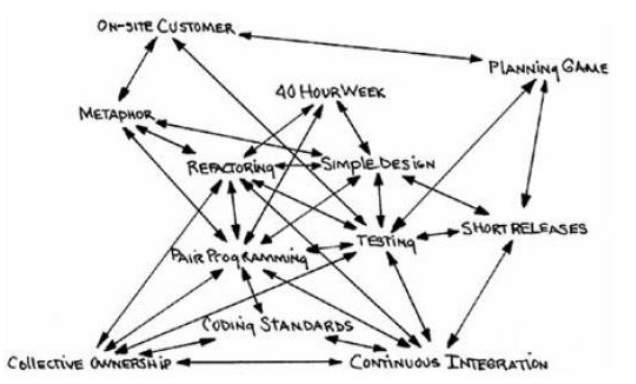 On-site Customer
Planning Game
40 Hour Week
Metaphor
Refactoring
Simple Design
Short Releases
Testing
Pair Programming
Coding Standards
Collective Ownership
Continuous Integration